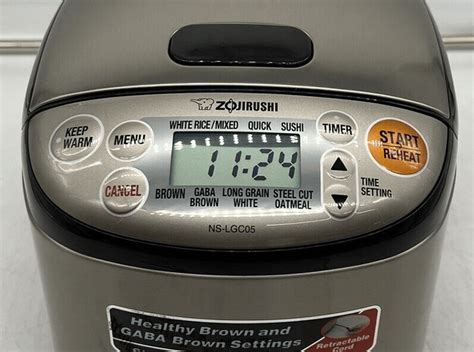 ZOJIRUSHI
KEEP
WARM
MENU
WHITE RICE/MIXED QUICK SUSHI
TIMER
START
REHEAT
11:24
CANCEL
BROWN
GABA
BROWN
LONG GRAIN
WHITE
STEEL CUT
OATMEAL
TIME
SETTING
NS-LGC05
Healthy Brown and
GABA Brown Settings
Retractable
Cord